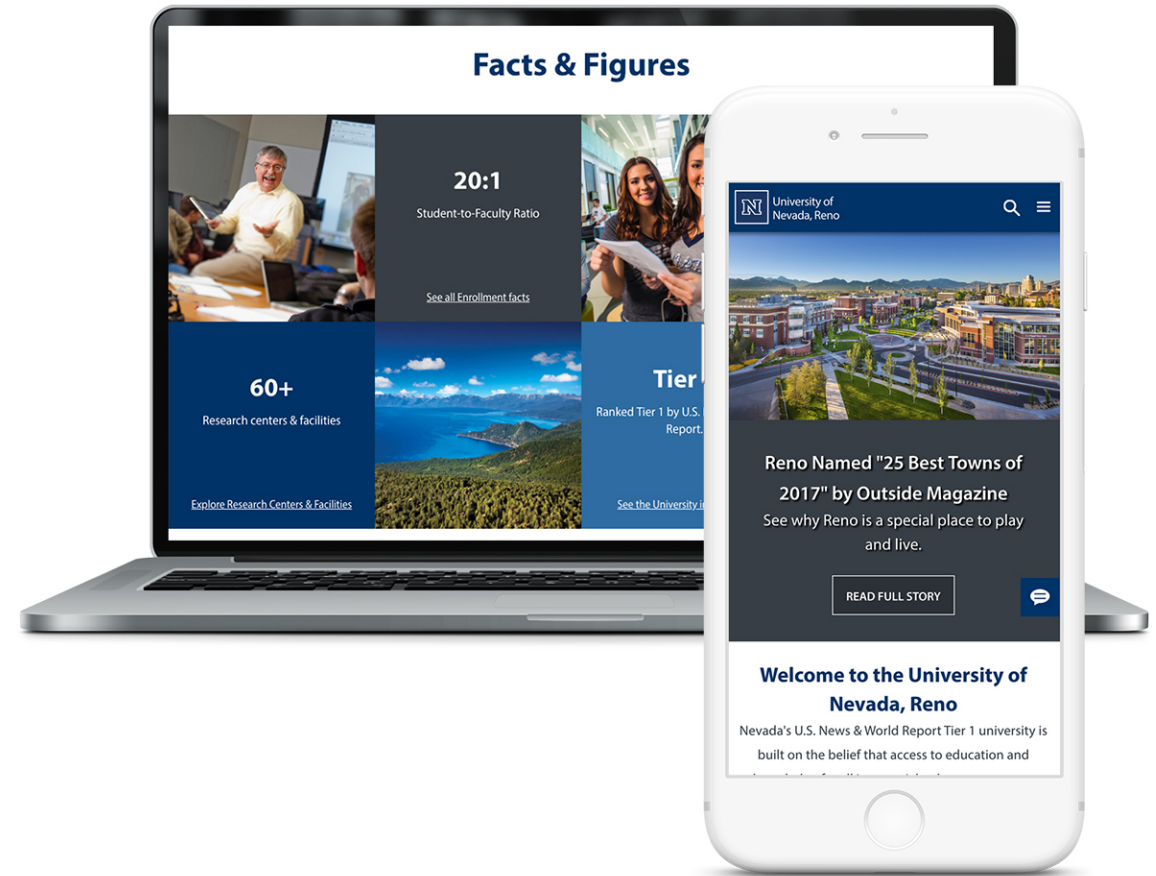 Facts & Figures
20:1
Student-to-Faculty Ratio
See all Enrollment facts
60+
Research centers & facilities
Explore Research Centers & Facilities
Tier
Ranked Tier 1 by U.S.
Report.
See the University
N
University of
Nevada, Reno
Reno Named "25 Best Towns of
2017" by Outside Magazine
See why Reno is a special place to play
and live.
READ FULL STORY
Welcome to the University of
Nevada, Reno
Nevada's U.S. News & World Report Tier 1 university is
built on the belief that access to education and